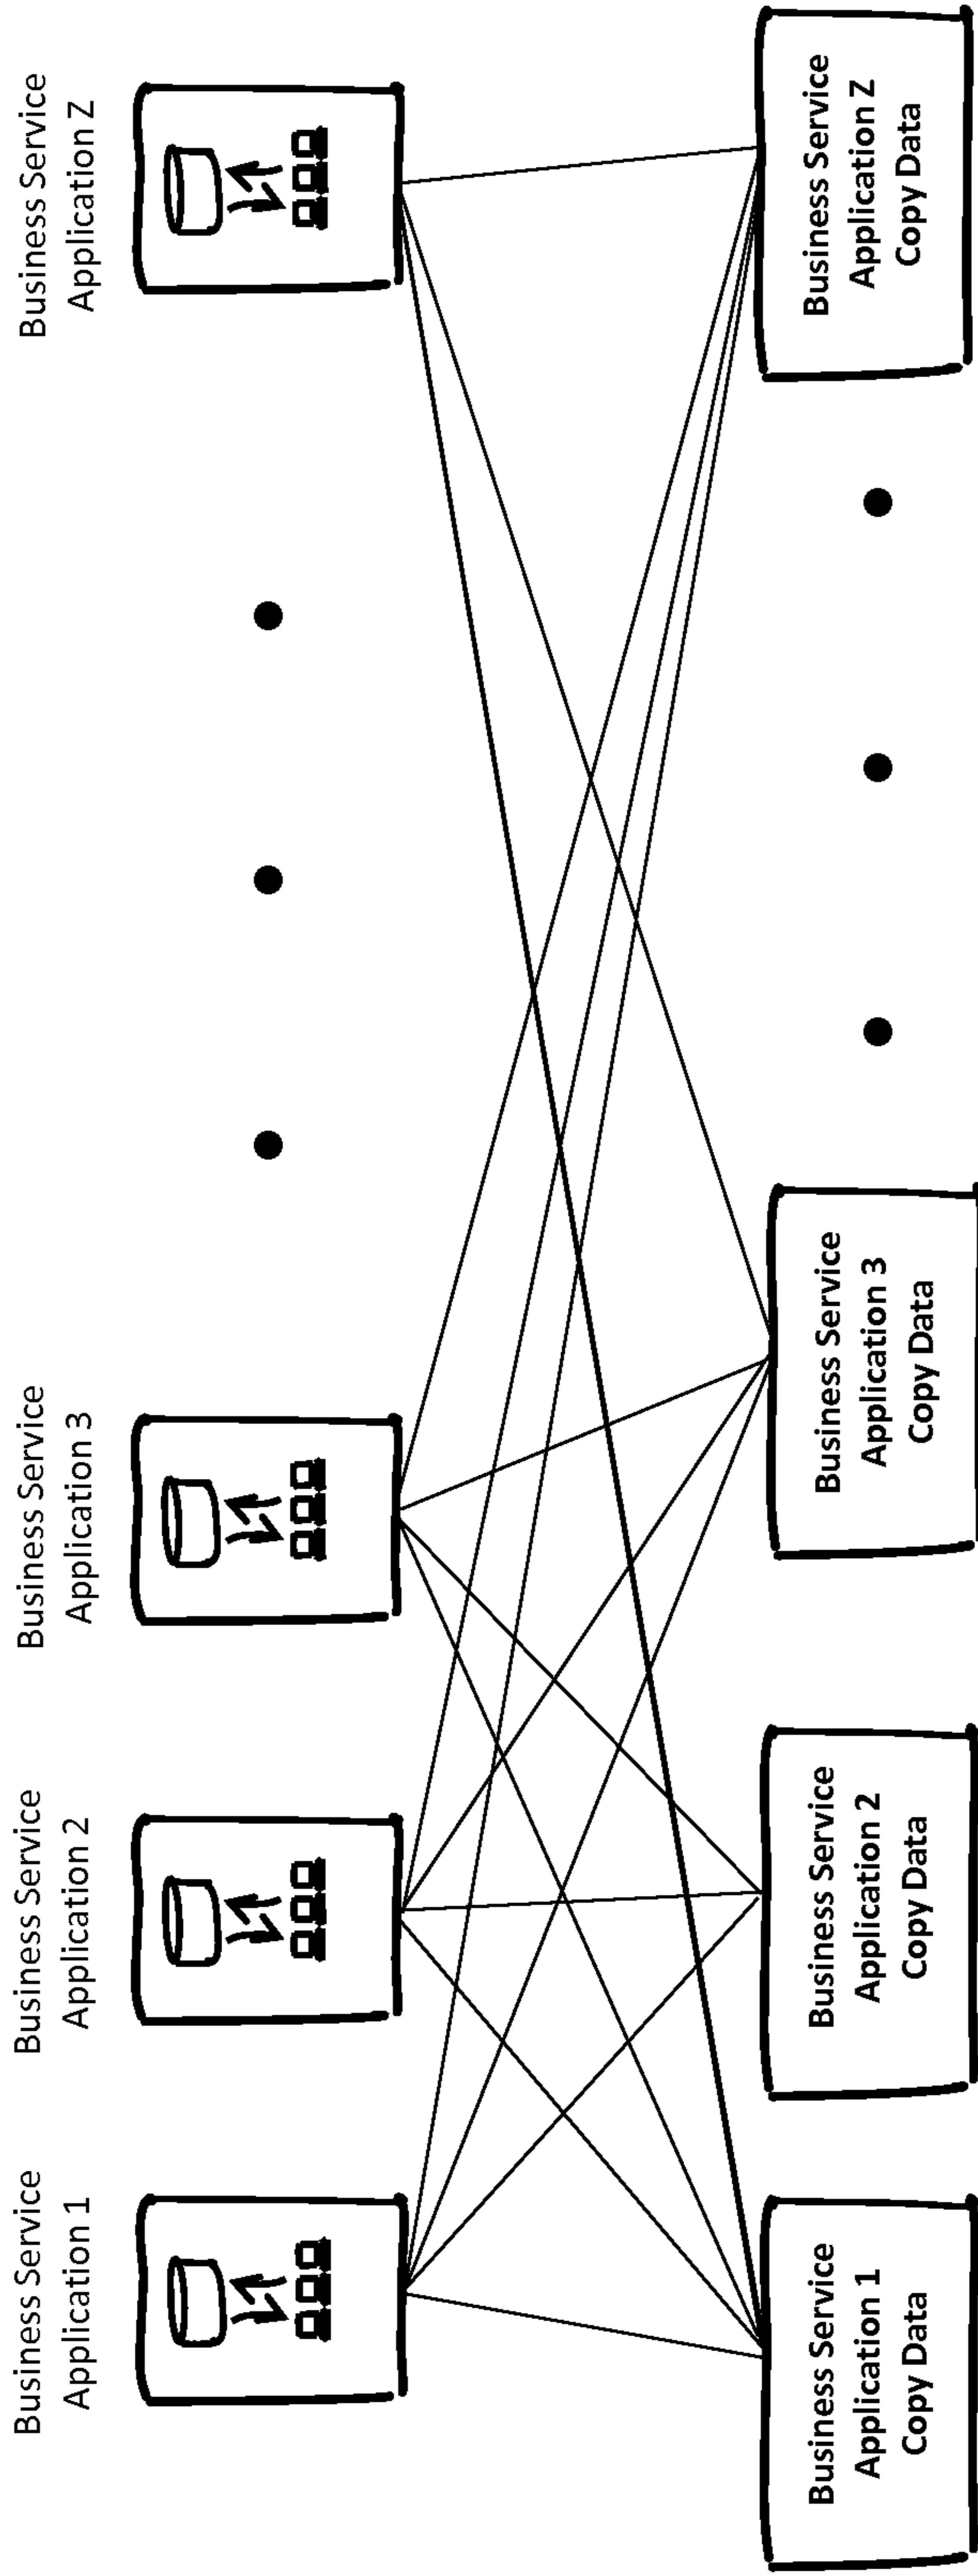 Business Service
Application 1
Business Service
Application 2
Business Service
Application 3
Business Service
Application Z
Business Service
Application 1
Copy Data
Business Service
Application 2
Copy Data
Business Service
Application 3
Copy Data
Business Service
Application Z
Copy Data